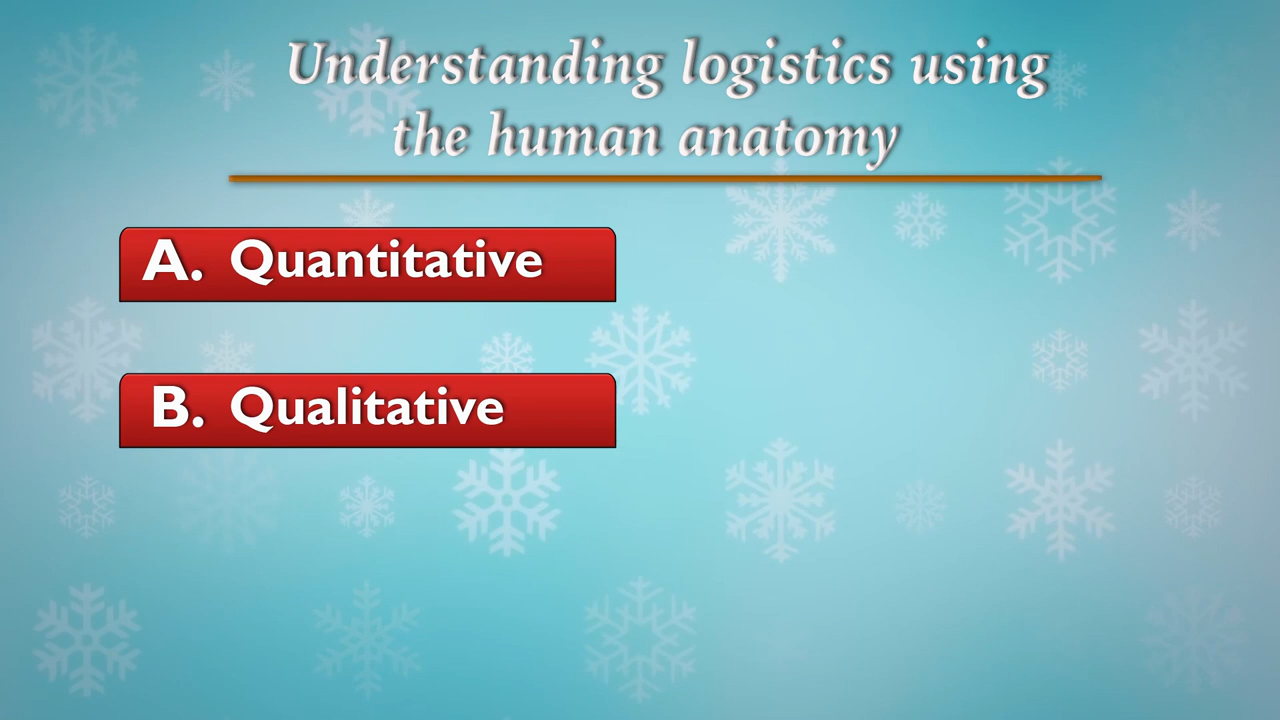 Understanding logistics using
the human anatomy
A. Quantitative
B. Qualitative